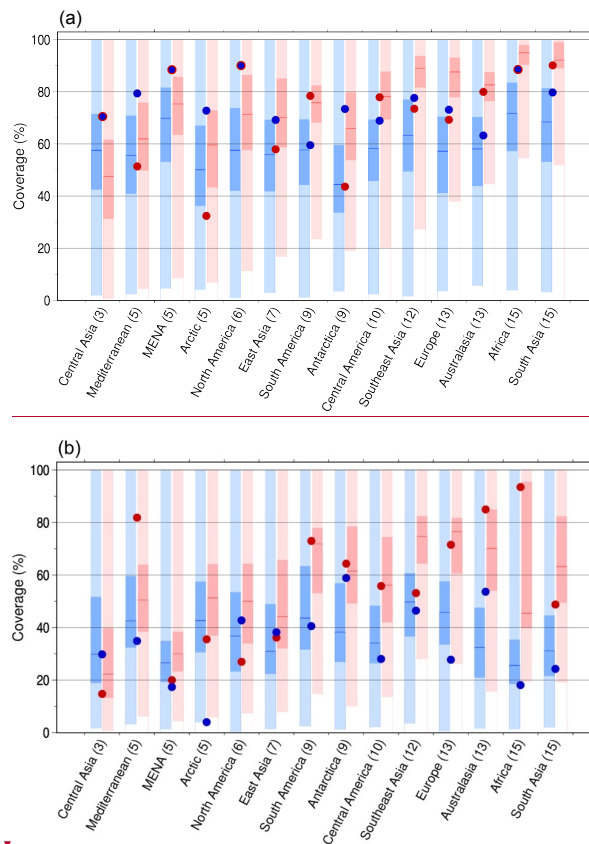 (a)
100
80
60
40
20
0
Coverage (%)
Central Asia (3)
Mediterranean (5)
MENA (5)
Arctic (5)
North America (6)
East Asia (7)
South America (9)
Antarctica (9)
Central America (10)
Southeast Asia (12)
Europe (13)
Australasia (13)
Africa (15)
South Asia (15)
(b)
100
80
60
40
20
0
Coverage (%)
Central Asia (3)
Mediterranean (5)
MENA (5)
Arctic (5)
North America (6)
East Asia (7)
South America (9)
Antarctica (9)
Central America (10)
Southeast Asia (12)
Europe (13)
Australasia (13)
Africa (15)
South Asia (15)